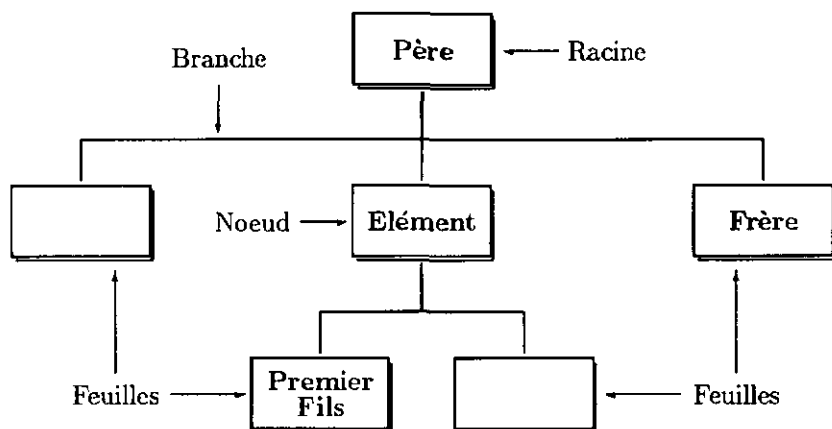 Père
Racine
Branche
Noeud
Elément
Frère
Feuilles
Premier
Fils
Feuilles